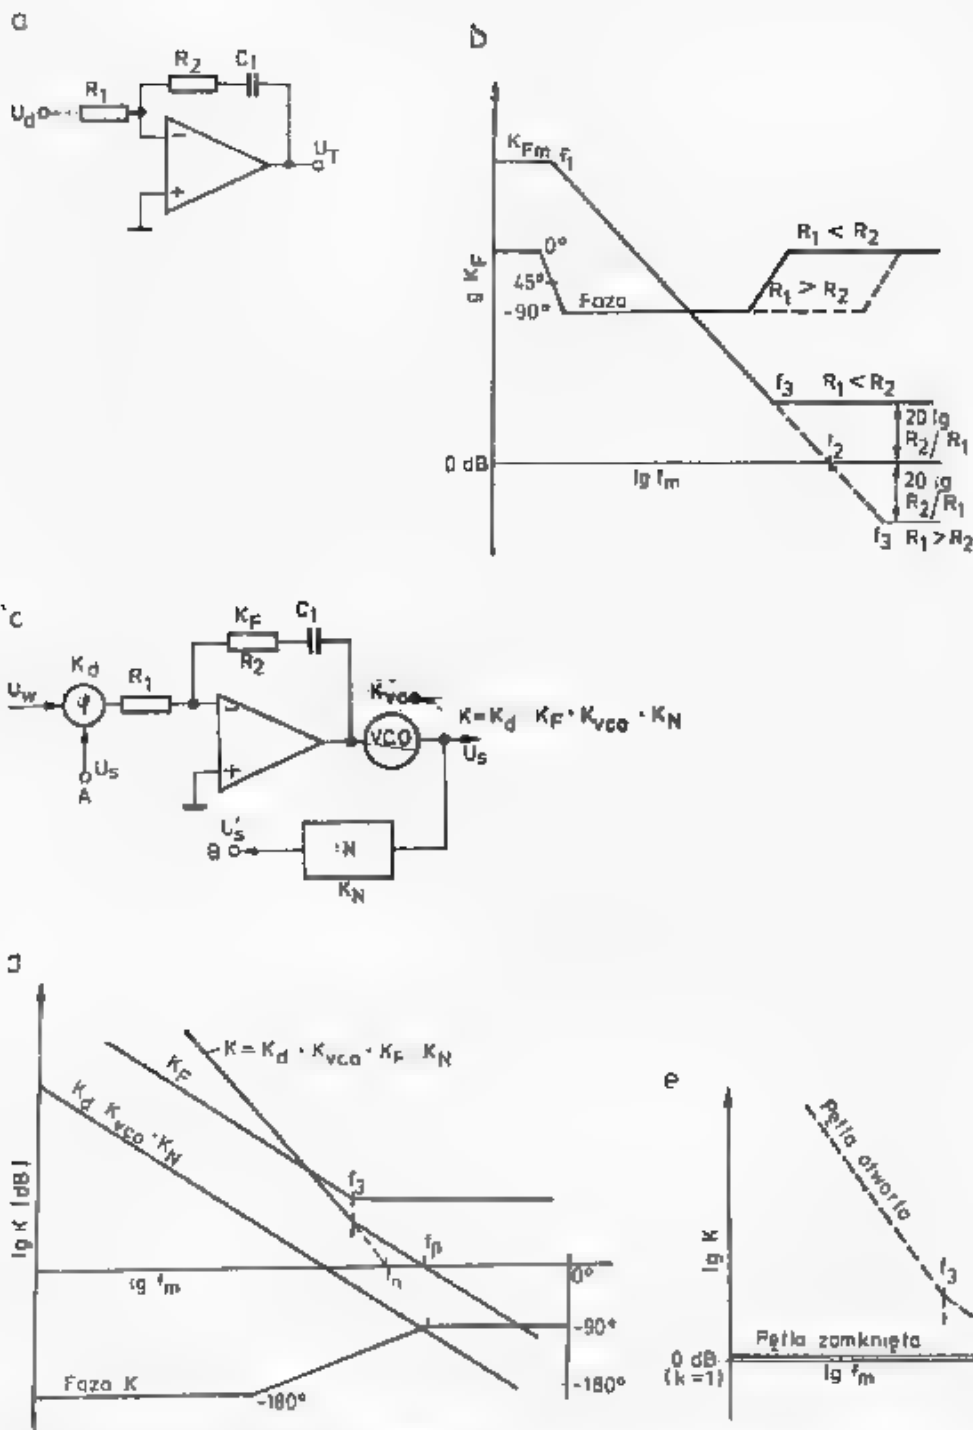 a
R1
R2
C1
Ud
UT
b
KFm f1
g KF
0°
45°
-90°
Faza
R1 < R2
R1 > R2
f3
R1 < R2
20 lg
R2/R1
0 dB
lg fm
f2
20 lg
R2/R1
f3
R1 > R2
c
Uw
Kd
φ
R1
KF
R2
C1
Kvco
VCO
K=Kd KF · Kvco · KN
Us
Us
A
B
Us'
÷N
KN
lg K [dB]
KF
Kd Kvco · KN
K=Kd · Kvco · KF KN
f3
lg fm
fn
fβ
0°
-90°
-180°
Faza K
-180°
e
lg K
Pętla otwarta
f3
Pętla zamknięta
0 dB
(k=1)
lg fm